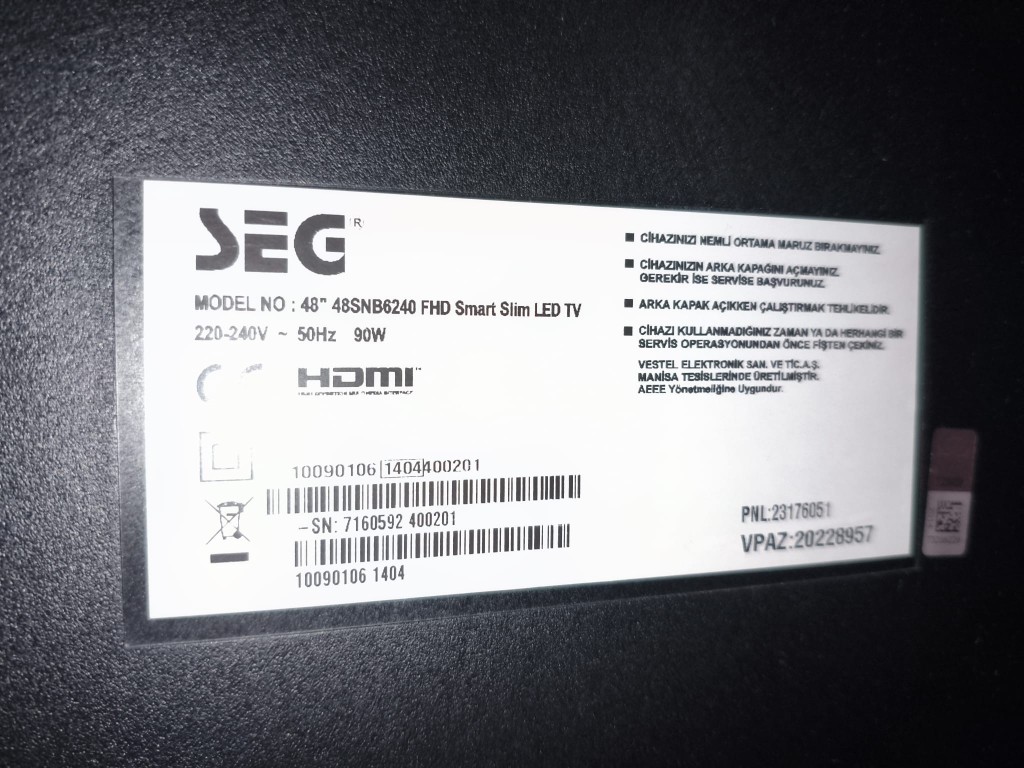 SEG®
MODEL NO : 48" 48SNB6240 FHD Smart Slim LED TV
220-240V ~ 50Hz 90W
CE
HDMI™
10090106 1404400201
-SN: 7160592 400201
10090106 1404
■ CİHAZINIZI NEMLİ ORTAMA MARUZ BIRAKMAYINIZ.
■ CİHAZINIZIN ARKA KAPAĞINI AÇMAYINIZ.
GEREKİR İSE SERVİSE BAŞVURUNUZ.
■ ARKA KAPAK AÇIKKEN ÇALIŞTIRMAK TEHLİKELİDİR.
■ CİHAZI KULLANMADIĞINIZ ZAMAN YA DA HERHANGİ BİR
SERVİS OPERASYONUNDAN ÖNCE FİŞTEN ÇEKİNİZ.
VESTEL ELEKTRONİK SAN. VE TİC.A.Ş.
MANİSA TESİSLERİNDE ÜRETİLMİŞTİR.
AEEE Yönetmeliğine Uygundur.
PNL:23176051
VPAZ:20228957